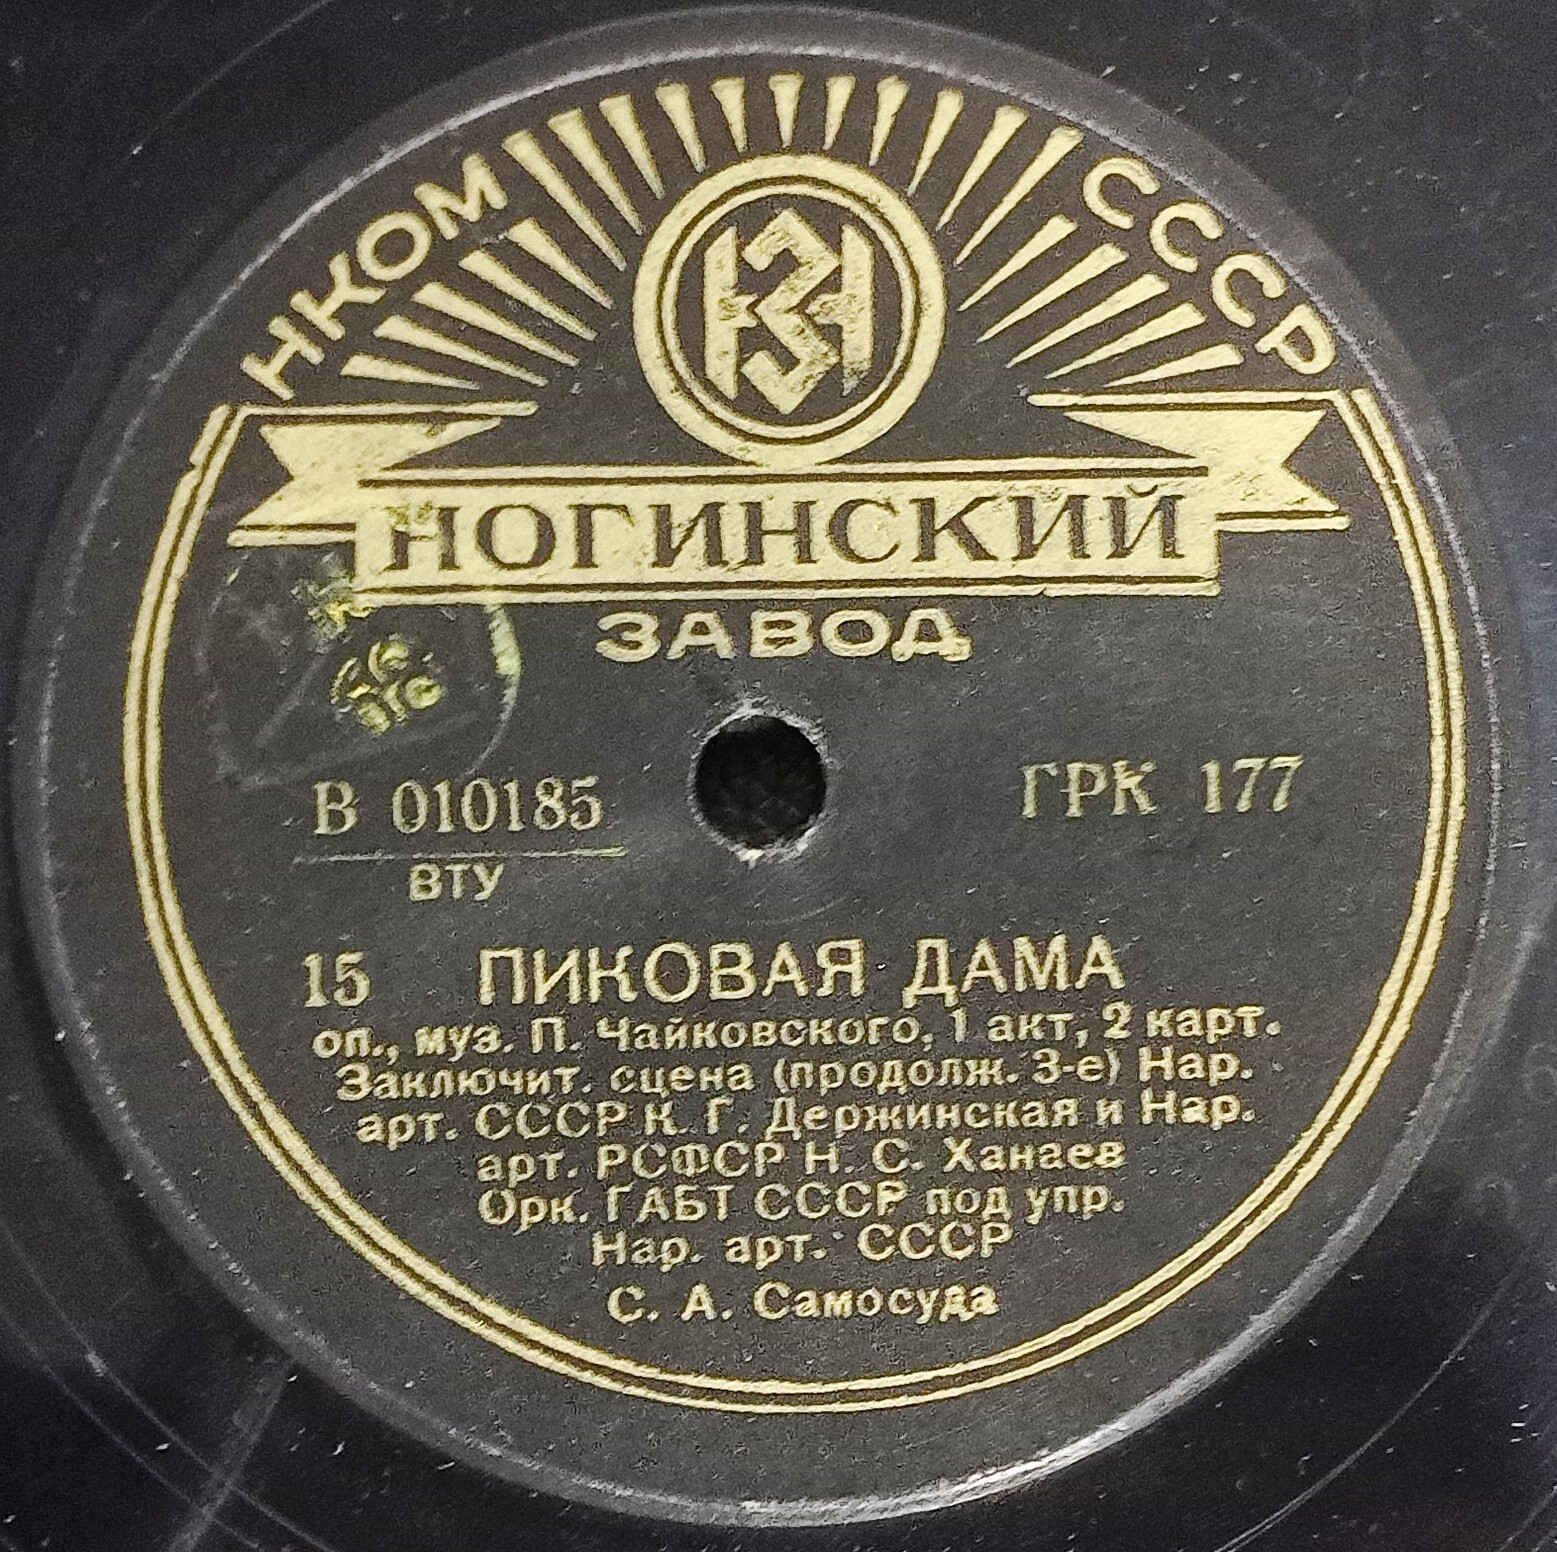 НКОМ СССР
НЗН
НОГИНСКИЙ
ЗАВОД
В 010185
ВТУ
ГРК 177
15 ПИКОВАЯ ДАМА
оп., муз. П. Чайковского, 1 акт, 2 карт.
Заключит. сцена (продолж. 3-е) Нар.
арт. СССР К. Г. Держинская и Нар.
арт. РСФСР Н. С. Ханаев
Орк. ГАБТ СССР под упр.
Нар. арт. СССР
С. А. Самосуда